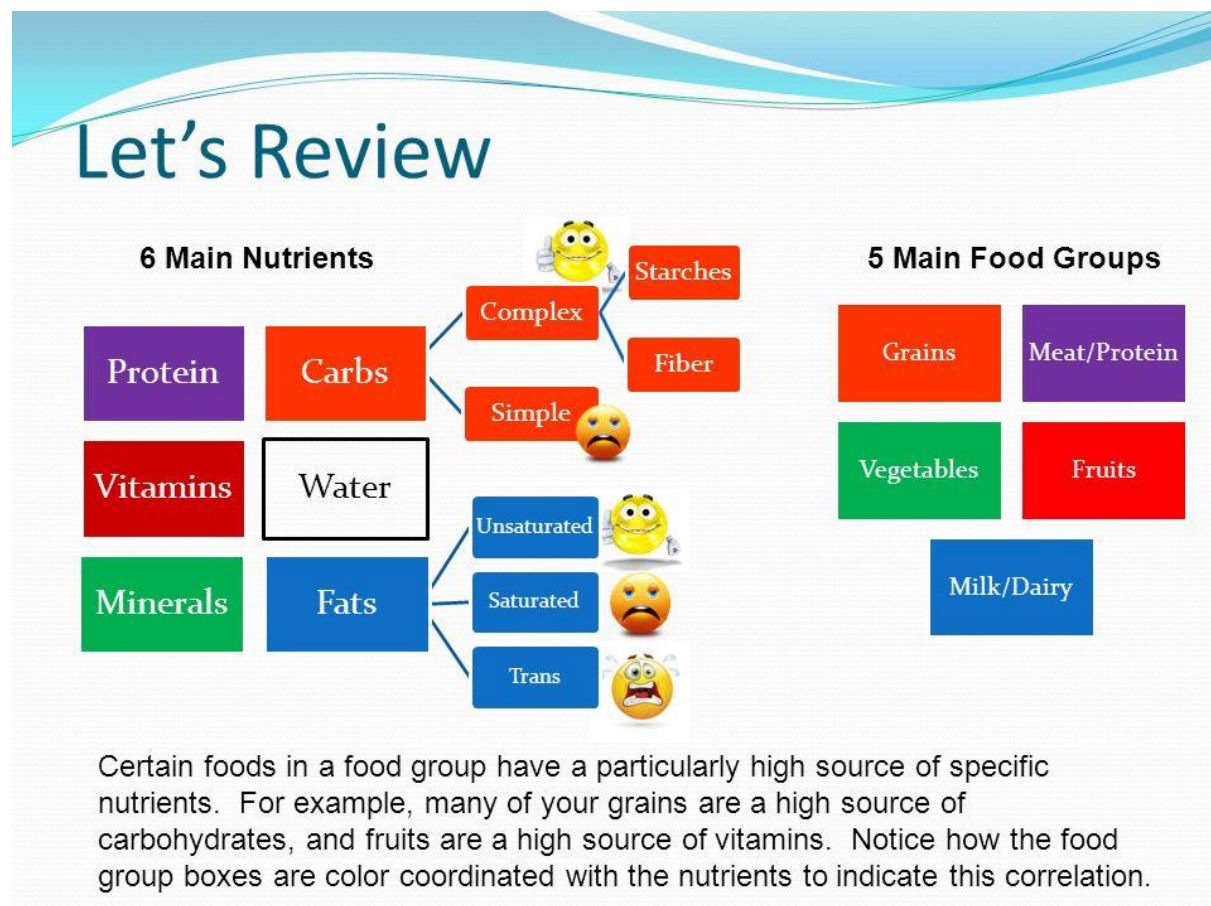 Let's Review
6 Main Nutrients
Protein
Carbs
Vitamins
Water
Minerals
Fats
Complex
Simple
Starches
Fiber
Unsaturated
Saturated
Trans
5 Main Food Groups
Grains
Meat/Protein
Vegetables
Fruits
Milk/Dairy
Certain foods in a food group have a particularly high source of specific
nutrients.  For example, many of your grains are a high source of
carbohydrates, and fruits are a high source of vitamins.  Notice how the food
group boxes are color coordinated with the nutrients to indicate this correlation.